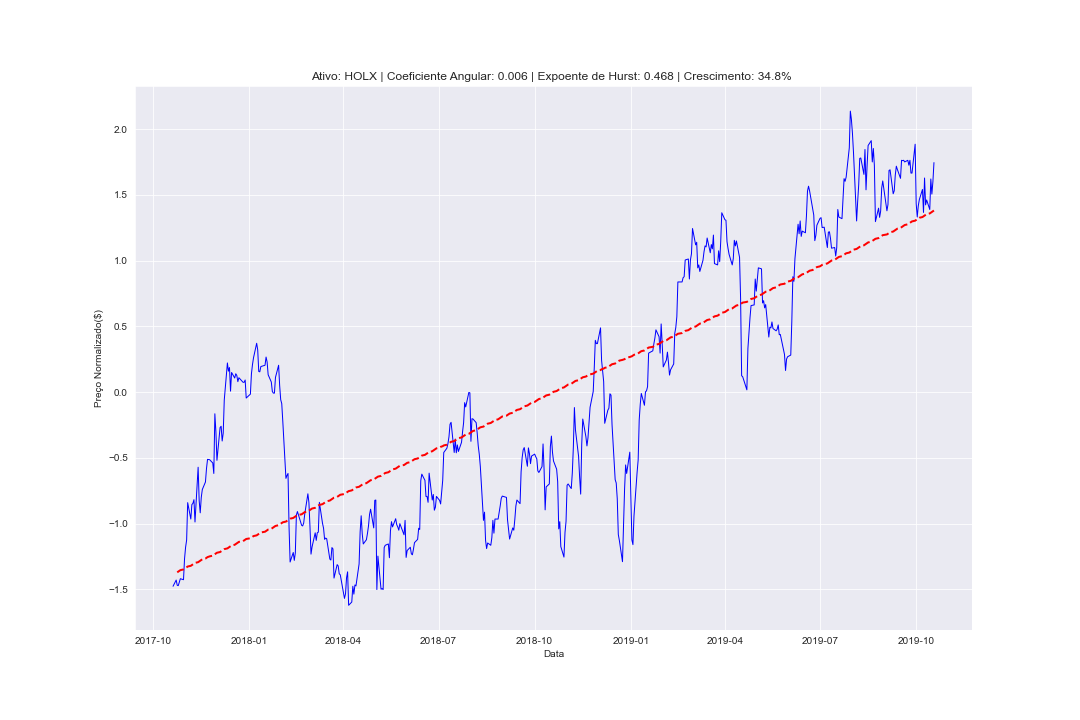 Ativo: HOLX | Coeficiente Angular: 0.006 | Expoente de Hurst: 0.468 | Crescimento: 34.8%
Preço Normalizado($)
2.0
1.5
1.0
0.5
0.0
−0.5
−1.0
−1.5
2017-10 2018-01 2018-04 2018-07 2018-10 2019-01 2019-04 2019-07 2019-10
Data